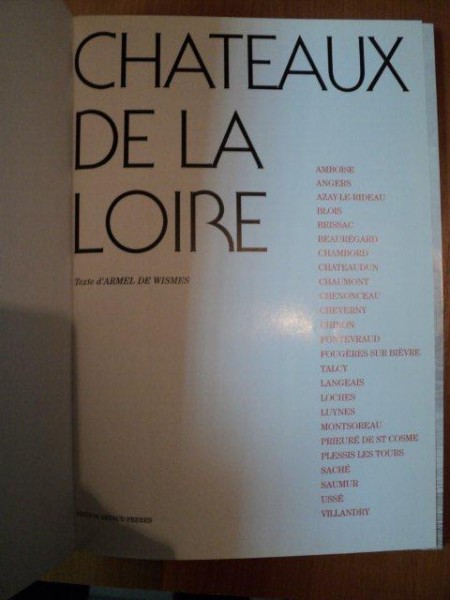 CHATEAUX
DE LA
LOIRE
Texte d'ARMEL DE WISMES
AMBOISE
ANGERS
AZAY-LE-RIDEAU
BLOIS
BRISSAC
BEAUREGARD
CHAMBORD
CHATEAUDUN
CHAUMONT
CHENONCEAU
CHEVERNY
CHINON
FONTEVRAUD
FOUGÈRES SUR BIÈVRE
TALCY
LANGEAIS
LOCHES
LUYNES
MONTSOREAU
PRIEURÉ DE ST COSME
PLESSIS LES TOURS
SACHÉ
SAUMUR
USSÉ
VILLANDRY
ARTAUD FRERES